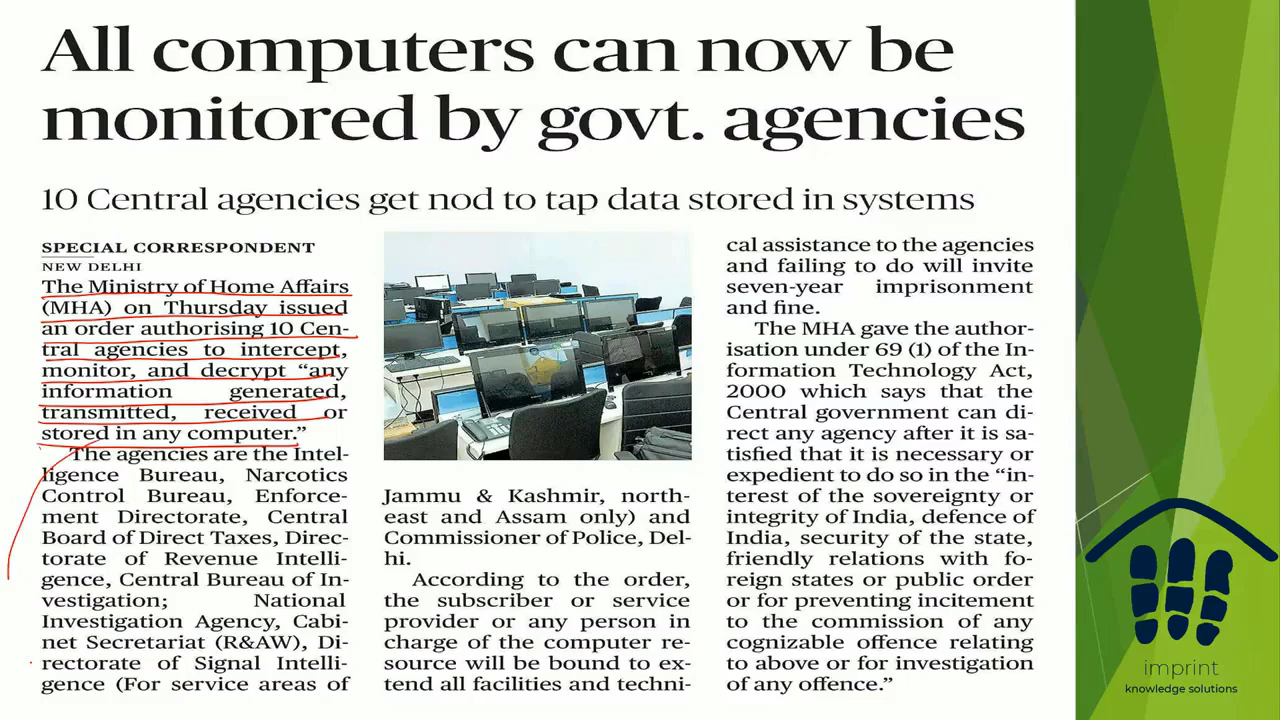 All computers can now be
monitored by govt. agencies
10 Central agencies get nod to tap data stored in systems
SPECIAL CORRESPONDENT
NEW DELHI
The Ministry of Home Affairs
(MHA) on Thursday issued
an order authorising 10 Cen-
tral agencies to intercept,
monitor, and decrypt “any
information generated,
transmitted, received or
stored in any computer.”
The agencies are the Intel-
ligence Bureau, Narcotics
Control Bureau, Enforce-
ment Directorate, Central
Board of Direct Taxes, Direc-
torate of Revenue Intelli-
gence, Central Bureau of In-
vestigation; National
Investigation Agency, Cabi-
net Secretariat (R&AW), Di-
rectorate of Signal Intelli-
gence (For service areas of
Jammu & Kashmir, north-
east and Assam only) and
Commissioner of Police, Del-
hi.
According to the order,
the subscriber or service
provider or any person in
charge of the computer re-
source will be bound to ex-
tend all facilities and techni-
cal assistance to the agencies
and failing to do will invite
seven-year imprisonment
and fine.
The MHA gave the author-
isation under 69 (1) of the In-
formation Technology Act,
2000 which says that the
Central government can di-
rect any agency after it is sa-
tisfied that it is necessary or
expedient to do so in the “in-
terest of the sovereignty or
integrity of India, defence of
India, security of the state,
friendly relations with fo-
reign states or public order
or for preventing incitement
to the commission of any
cognizable offence relating
to above or for investigation
of any offence.”
imprint
knowledge solutions